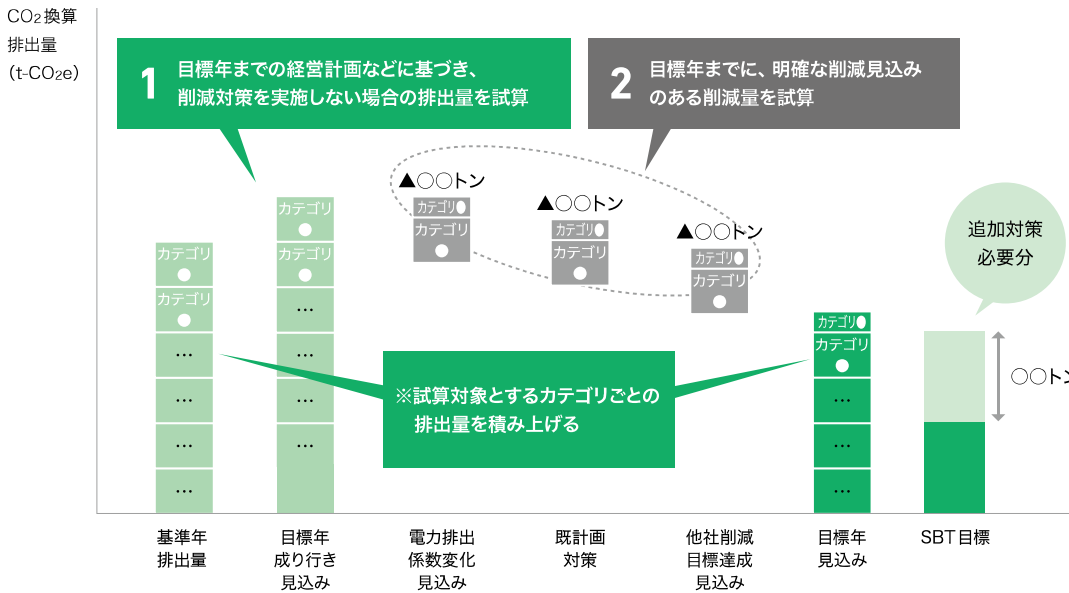 CO2換算
排出量
（t-CO2e）
1
目標年までの経営計画などに基づき、
削減対策を実施しない場合の排出量を試算
2
目標年までに、明確な削減見込み
のある削減量を試算
▲○○トン
カテゴリ●
カテゴリ
●
▲○○トン
カテゴリ●
カテゴリ
●
▲○○トン
カテゴリ●
カテゴリ
●
カテゴリ
●
カテゴリ
●
…
…
…
…
カテゴリ
●
カテゴリ
●
…
…
…
…
※試算対象とするカテゴリごとの
排出量を積み上げる
カテゴリ●
カテゴリ
●
…
…
…
追加対策
必要分
○○トン
基準年
排出量
目標年
成り行き
見込み
電力排出
係数変化
見込み
既計画
対策
他社削減
目標達成
見込み
目標年
見込み
SBT目標